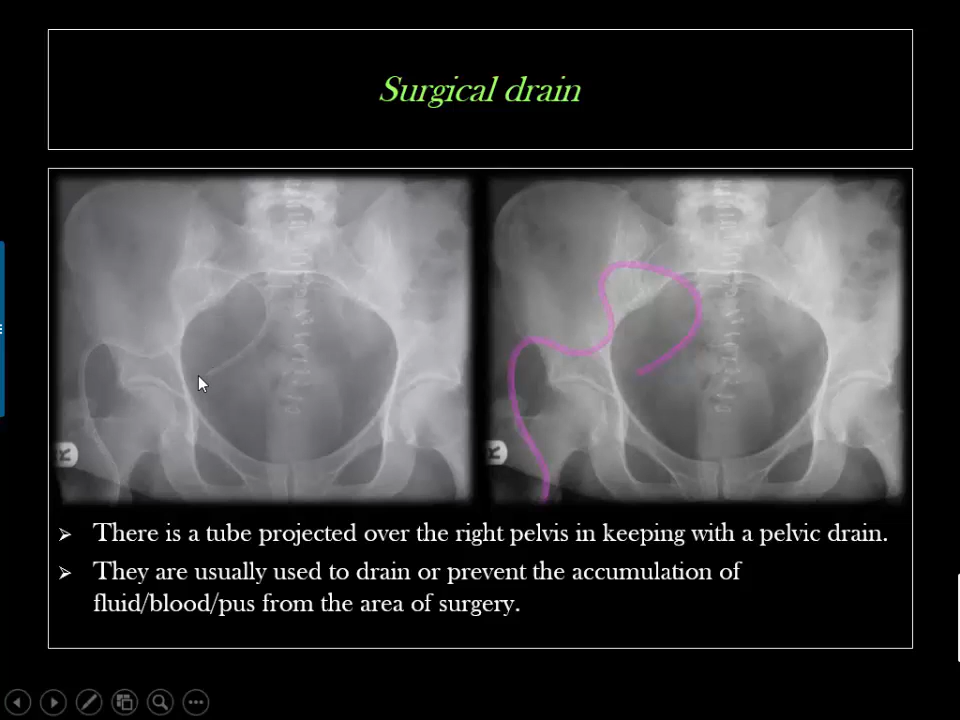 Surgical drain
R
R
➢ There is a tube projected over the right pelvis in keeping with a pelvic drain.
➢ They are usually used to drain or prevent the accumulation of
fluid/blood/pus from the area of surgery.